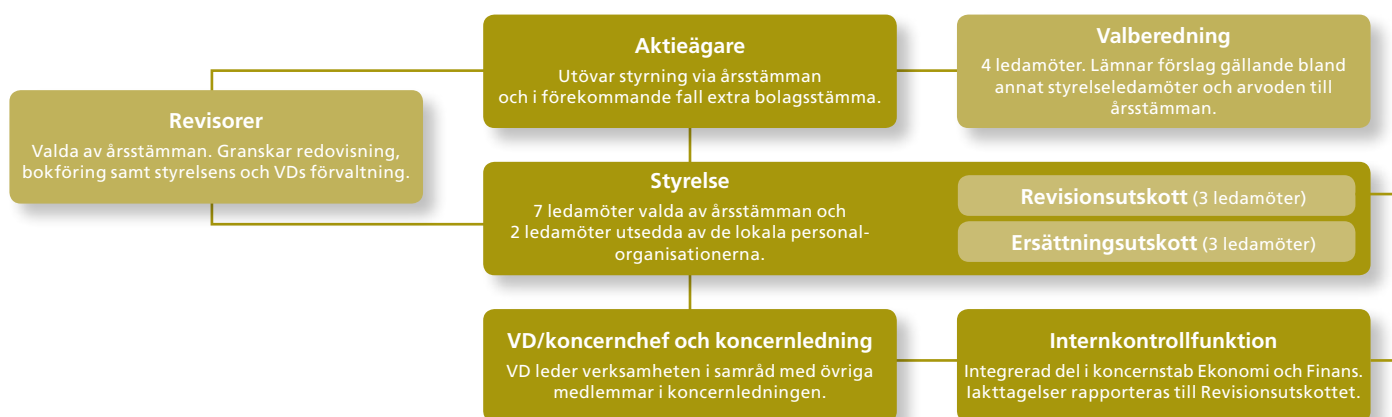 Aktieägare
Utövar styrning via årsstämman
och i förekommande fall extra bolagsstämma.
Valberedning
4 ledamöter. Lämnar förslag gällande bland
annat styrelseledamöter och arvoden till
årsstämman.
Revisorer
Valda av årsstämman. Granskar redovisning,
bokföring samt styrelsens och VDs förvaltning.
Styrelse
7 ledamöter valda av årsstämman och
2 ledamöter utsedda av de lokala personal-
organisationerna.
Revisionsutskott (3 ledamöter)
Ersättningsutskott (3 ledamöter)
VD/koncernchef och koncernledning
VD leder verksamheten i samråd med övriga
medlemmar i koncernledningen.
Internkontrollfunktion
Integrerad del i koncernstab Ekonomi och Finans.
Iakttagelser rapporteras till Revisionsutskottet.